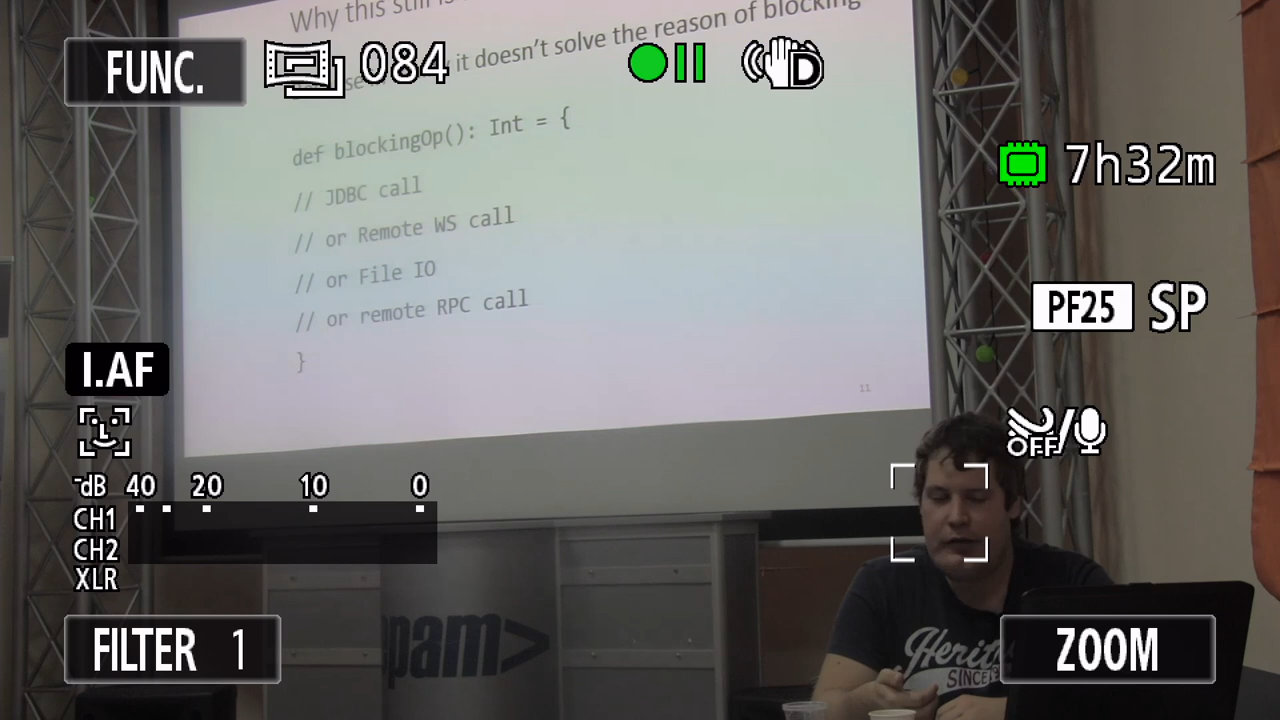 Why this still is
FUNC.
084
it doesn't solve the reason of blocking
D
def blockingOp(): Int = {
7h32m
// JDBC call
// or Remote WS call
// or File IO
PF25 SP
// or remote RPC call
}
I.AF
11
OFF
-dB 40 20 10 0
CH1
CH2
XLR
pam>
FILTER 1
SINCE
ZOOM